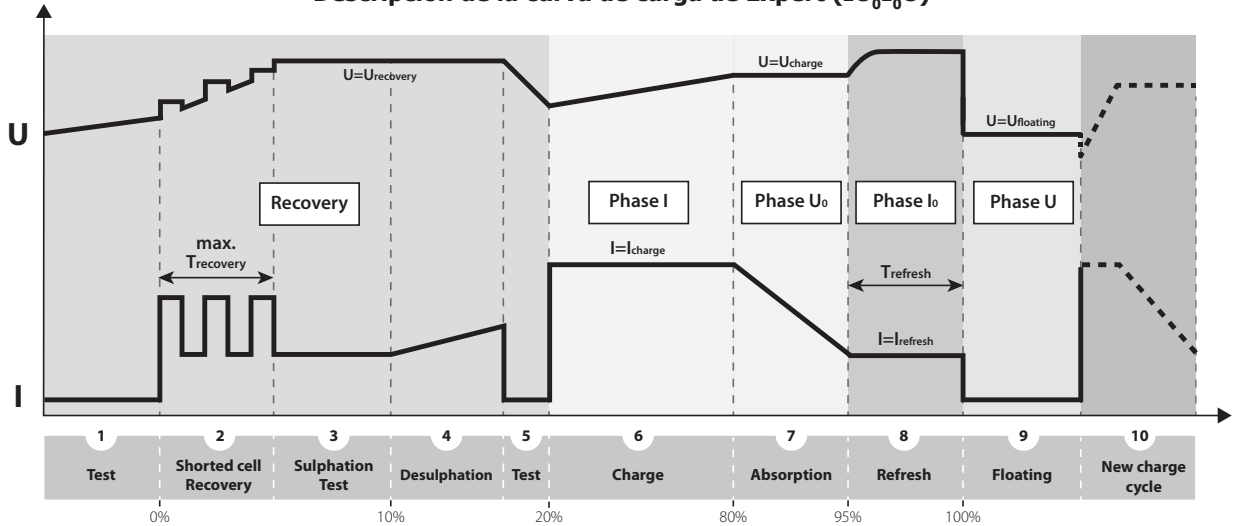 Descripción de la curva de carga de Expert (IU₀I₀U)
U
U=Urecovery
U=Ucharge
U=Ufloating
Recovery
Phase I
Phase U₀
Phase I₀
Phase U
max.
Trecovery
I=Icharge
Trefresh
I=Irefresh
I
1
2
3
4
5
6
7
8
9
10
Test
Shorted cell
Recovery
Sulphation
Test
Desulphation
Test
Charge
Absorption
Refresh
Floating
New charge
cycle
0%
10%
20%
80%
95%
100%